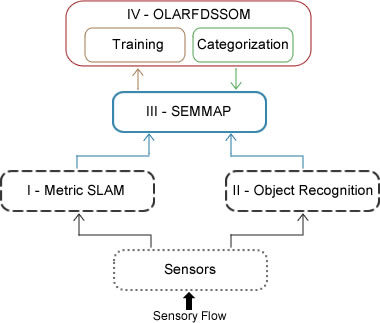 IV - OLARFDSSOM
Training
Categorization
III - SEMMAP
I - Metric SLAM
II - Object Recognition
Sensors
Sensory Flow